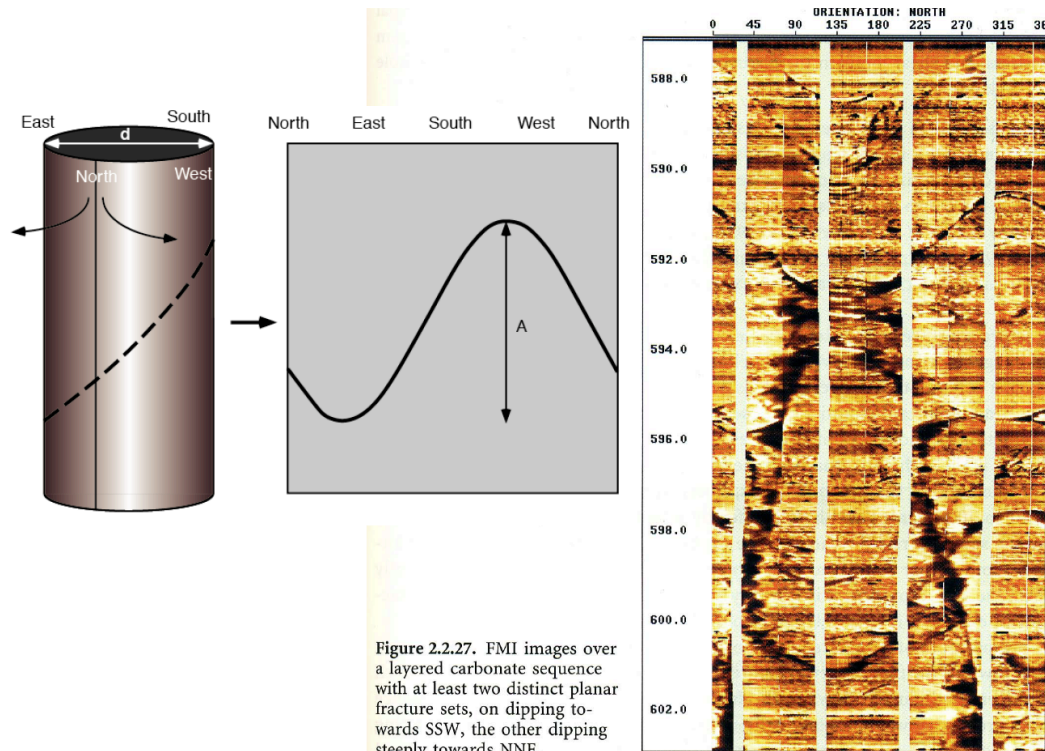 East
South
d
North
West
North East South West North
A
ORIENTATION: NORTH
0 45 90 135 180 225 270 315
588.0
590.0
592.0
594.0
596.0
598.0
600.0
602.0
Figure 2.2.27. FMI images over
a layered carbonate sequence
with at least two distinct planar
fracture sets, on dipping to-
wards SSW, the other dipping
steeply towards NNE